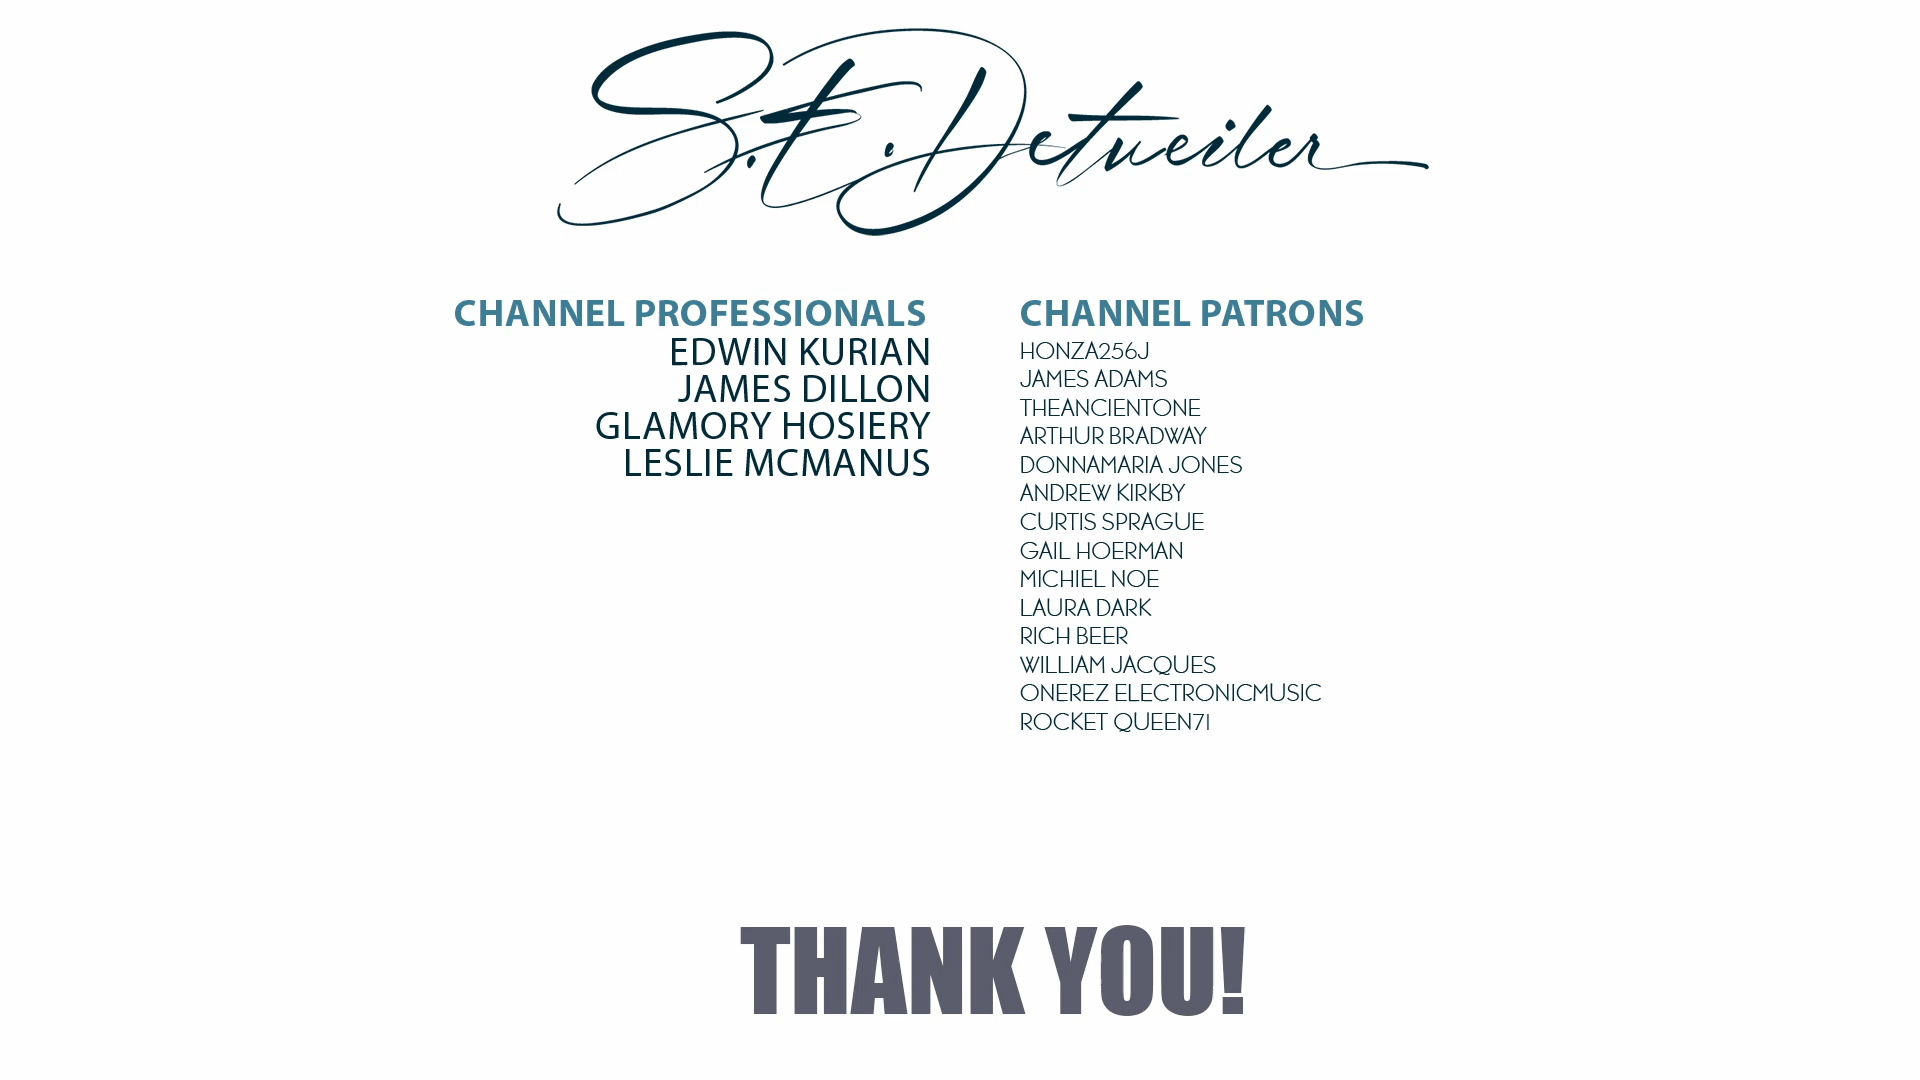 S.E. Detweiler
CHANNEL PROFESSIONALS
EDWIN KURIAN
JAMES DILLON
GLAMORY HOSIERY
LESLIE MCMANUS
CHANNEL PATRONS
HONZA256J
JAMES ADAMS
THEANCIENTONE
ARTHUR BRADWAY
DONNAMARIA JONES
ANDREW KIRKBY
CURTIS SPRAGUE
GAIL HOERMAN
MICHIEL NOE
LAURA DARK
RICH BEER
WILLIAM JACQUES
ONEREZ ELECTRONICMUSIC
ROCKET QUEEN71
THANK YOU!